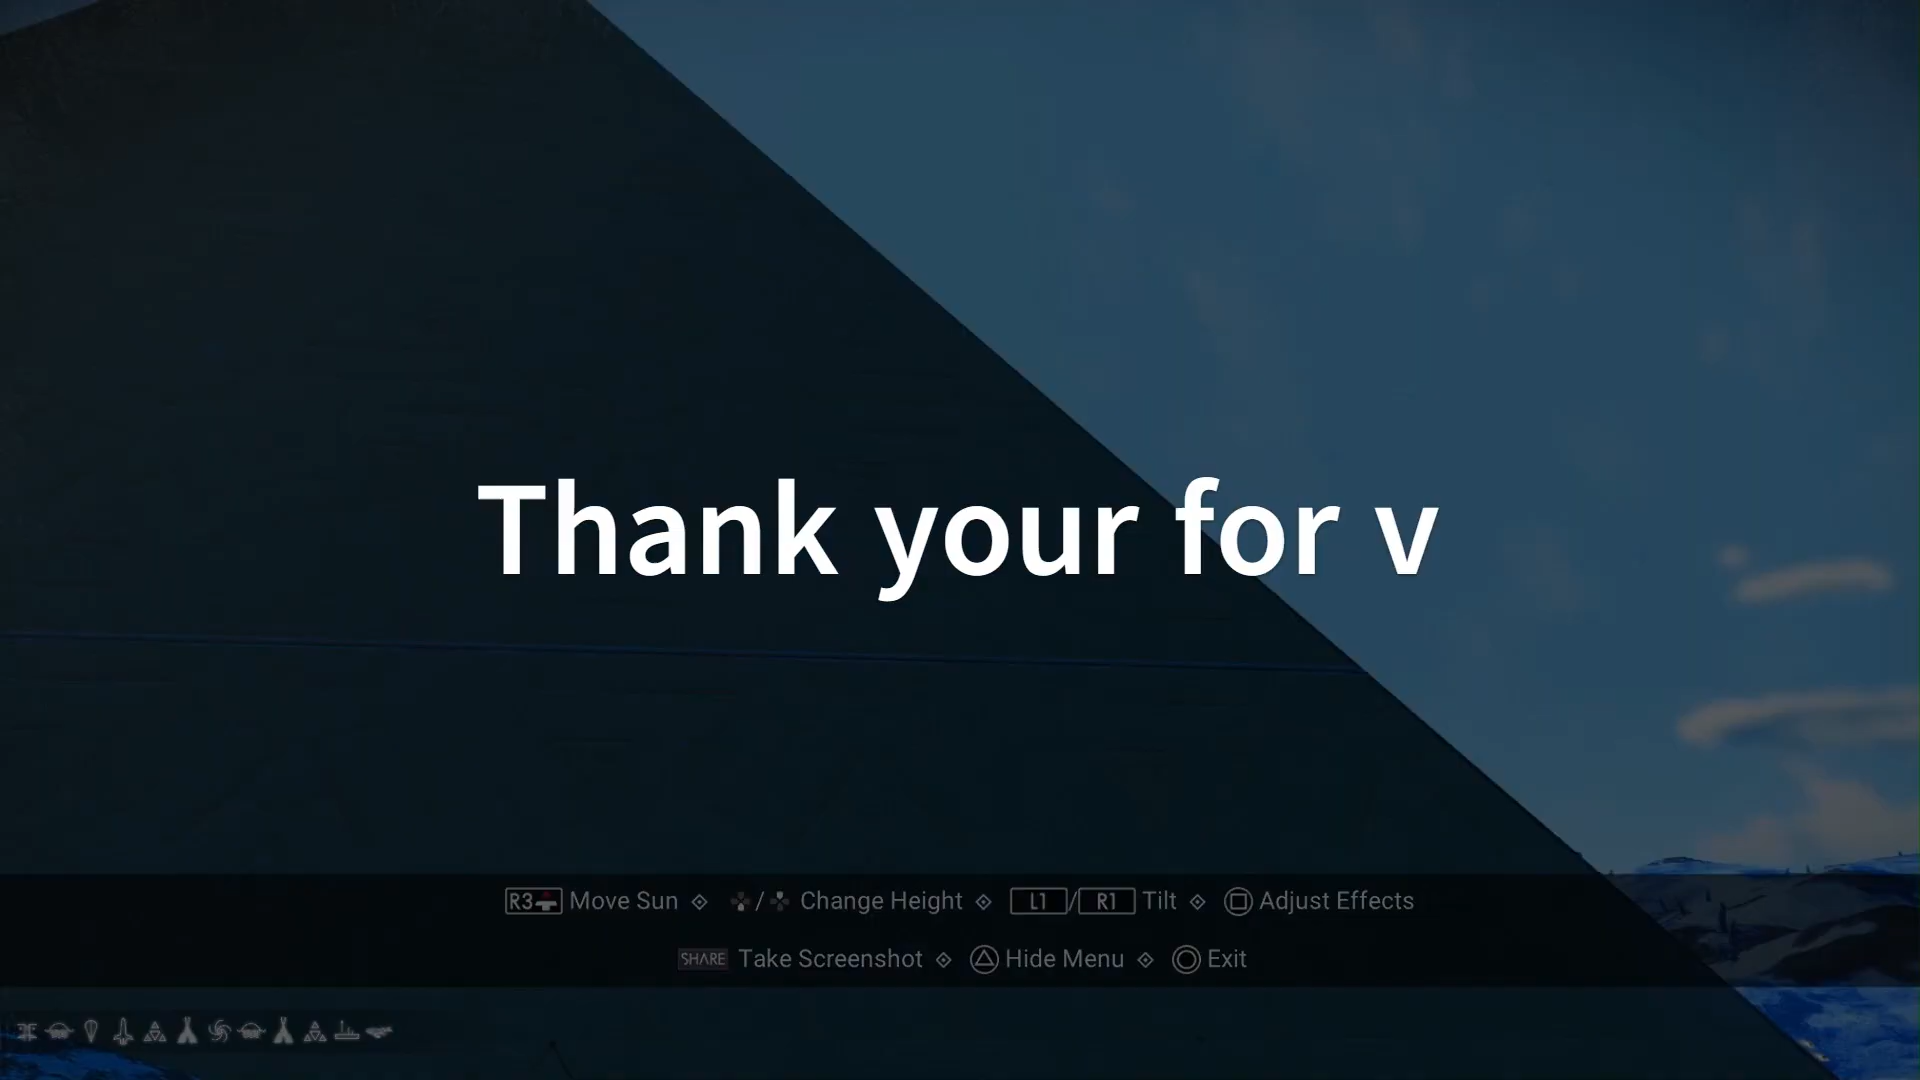 Thank your for v
R3 Move Sun / Change Height L1/R1 Tilt Adjust Effects
SHARE Take Screenshot Hide Menu Exit